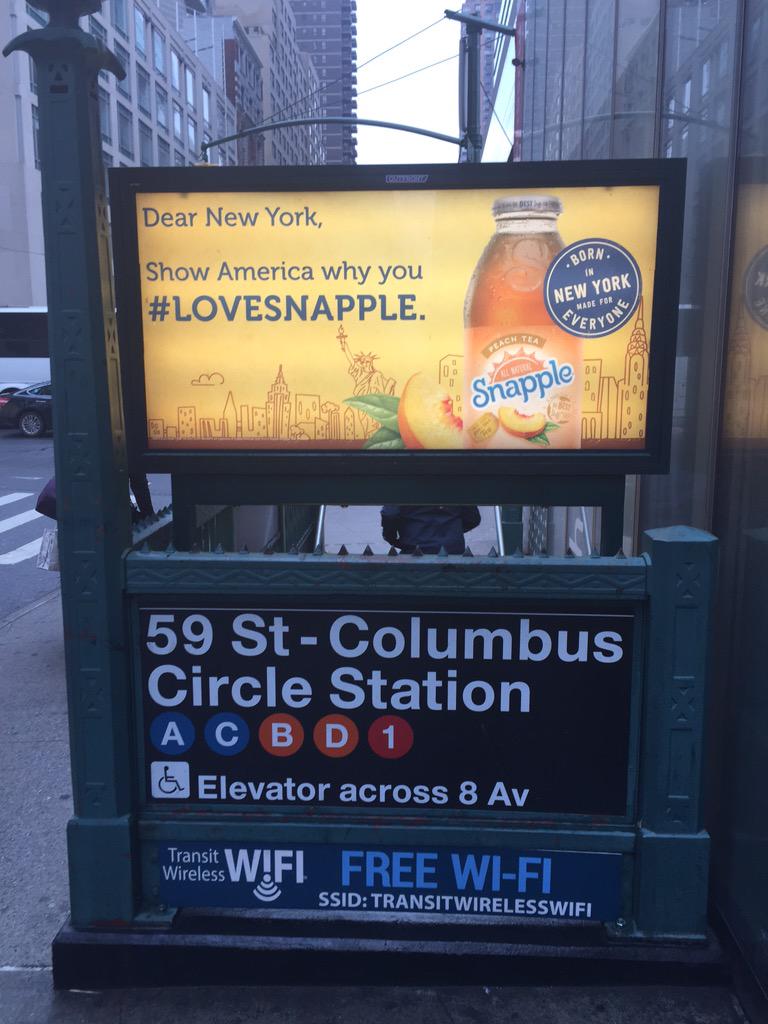 OUTFRONT/
Dear New York,
Show America why you
#LOVESNAPPLE.
BORN
IN
NEW YORK
MADE FOR
EVERYONE
PEACH TEA
ALL NATURAL
Snapple
59 St - Columbus
Circle Station
A C B D 1
Elevator across 8 Av
Transit
Wireless
WiFi
FREE WI-FI
SSID: TRANSITWIRELESSWIFI